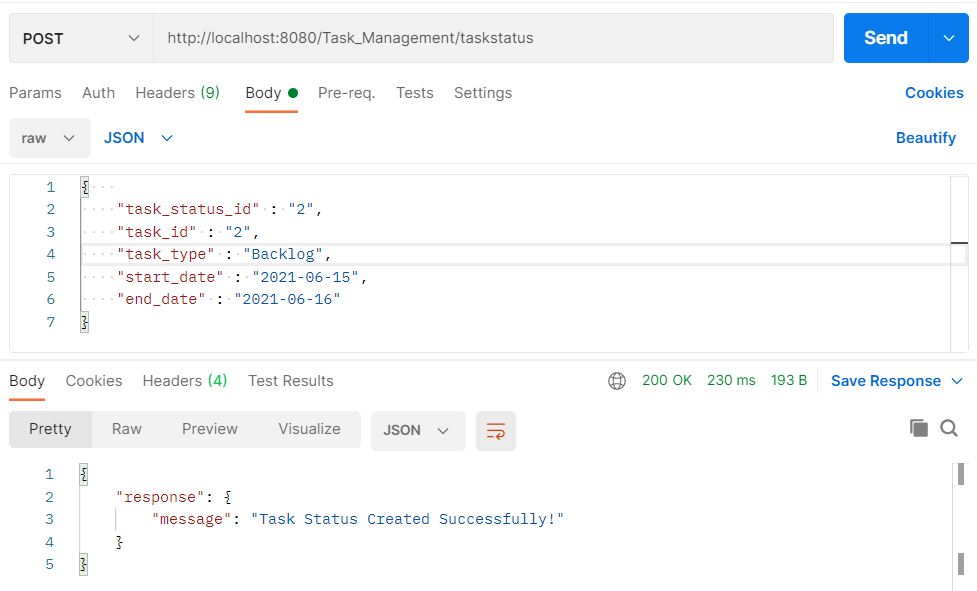 POST http://localhost:8080/Task_Management/taskstatus Send
Params Auth Headers (9) Body Pre-req. Tests Settings Cookies
raw JSON Beautify
1 {
2 "task_status_id" : "2",
3 "task_id" : "2",
4 "task_type" : "Backlog",
5 "start_date" : "2021-06-15",
6 "end_date" : "2021-06-16"
7 }
Body Cookies Headers (4) Test Results 200 OK 230 ms 193 B Save Response
Pretty Raw Preview Visualize JSON
1 {
2 "response": {
3 "message": "Task Status Created Successfully!"
4 }
5 }